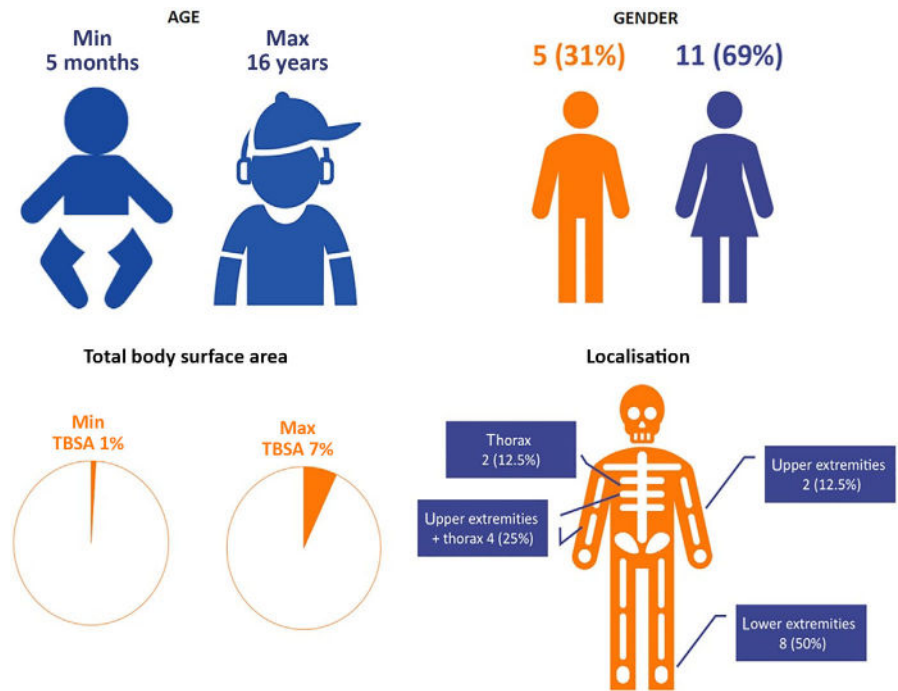 AGE
Min
5 months
Max
16 years
GENDER
5 (31%)
11 (69%)
Total body surface area
Min
TBSA 1%
Max
TBSA 7%
Localisation
Thorax
2 (12.5%)
Upper extremities
+ thorax 4 (25%)
Upper extremities
2 (12.5%)
Lower extremities
8 (50%)